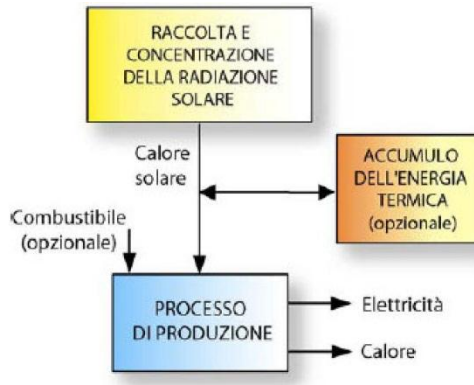 RACCOLTA E
CONCENTRAZIONE
DELLA RADIAZIONE
SOLARE
Calore
solare
ACCUMULO
DELL'ENERGIA
TERMICA
(opzionale)
Combustibile
(opzionale)
PROCESSO
DI PRODUZIONE
Elettricità
Calore